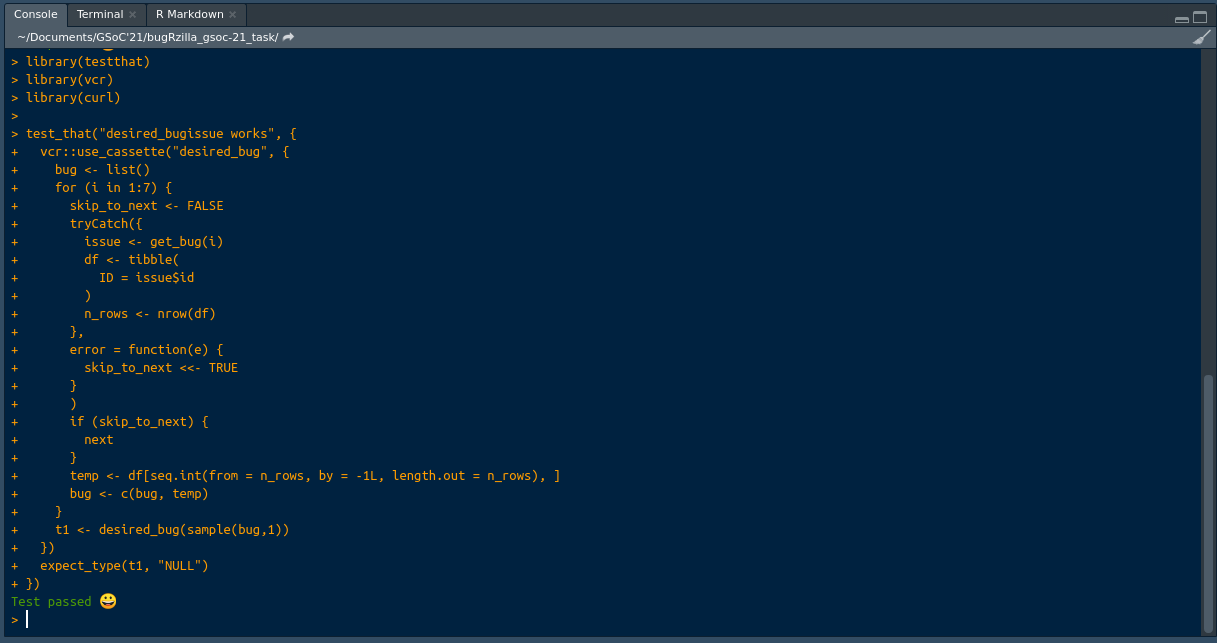 Console Terminal R Markdown
~/Documents/GSoC'21/bugRzilla_gsoc-21_task/
> library(testthat)
> library(vcr)
> library(curl)
>
> test_that("desired_bugissue works", {
+   vcr::use_cassette("desired_bug", {
+     bug <- list()
+     for (i in 1:7) {
+       skip_to_next <- FALSE
+       tryCatch({
+         issue <- get_bug(i)
+         df <- tibble(
+           ID = issue$id
+         )
+         n_rows <- nrow(df)
+       },
+       error = function(e) {
+         skip_to_next <<- TRUE
+       }
+       )
+       if (skip_to_next) {
+         next
+       }
+       temp <- df[seq.int(from = n_rows, by = -1L, length.out = n_rows), ]
+       bug <- c(bug, temp)
+     }
+     t1 <- desired_bug(sample(bug,1))
+   })
+   expect_type(t1, "NULL")
+ })
Test passed 😀
>